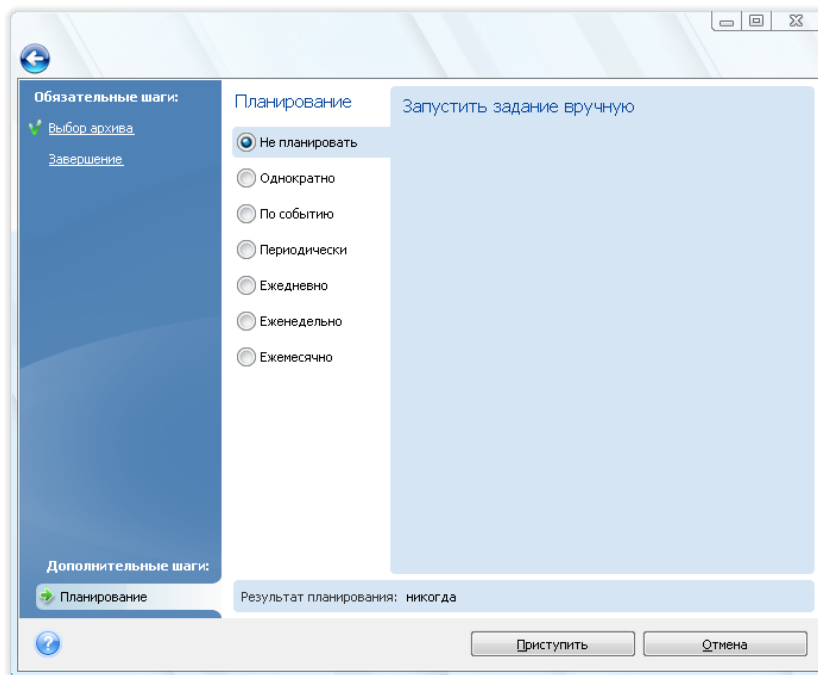 Обязательные шаги:
Выбор архива
Завершение
Дополнительные шаги:
Планирование
Планирование
Не планировать
Однократно
По событию
Периодически
Ежедневно
Еженедельно
Ежемесячно
Запустить задание вручную
Результат планирования: никогда
Приступить
Отмена